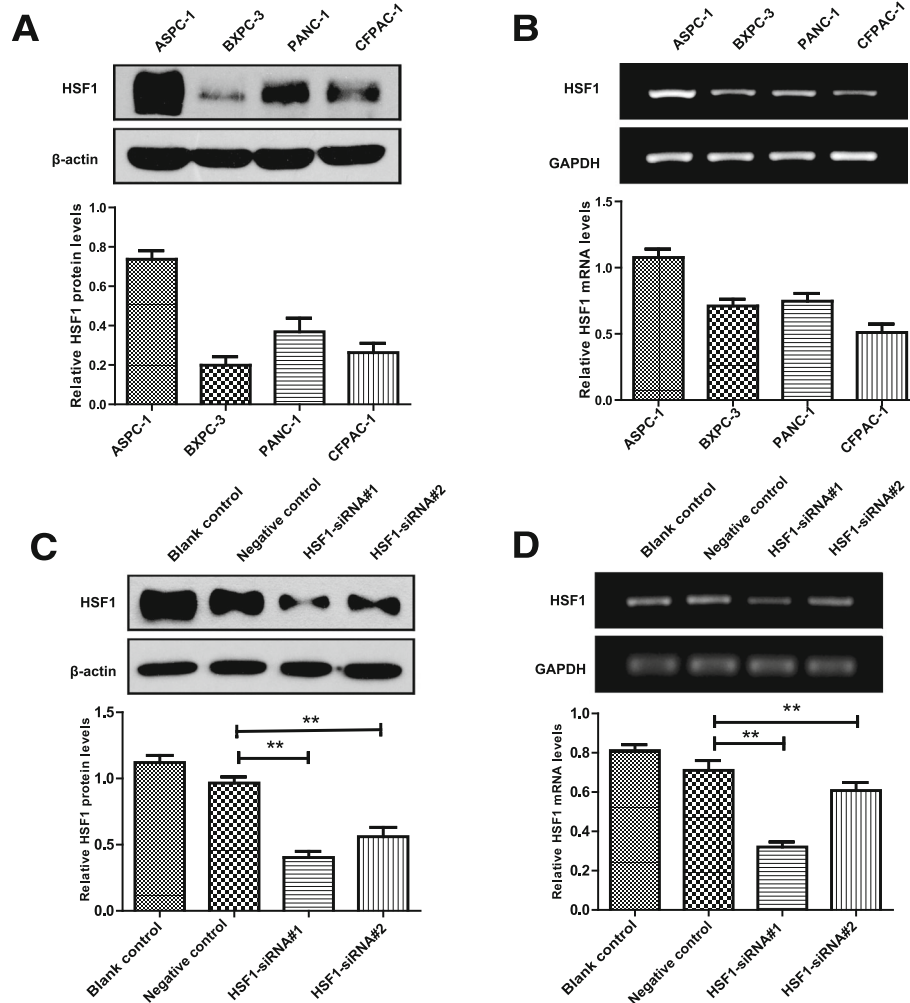 A
ASPC-1
BXPC-3
PANC-1
CFPAC-1
HSF1
β-actin
Relative HSF1 protein levels
1.0
0.8
0.6
0.4
0.2
0.0
ASPC-1
BXPC-3
PANC-1
CFPAC-1
B
ASPC-1
BXPC-3
PANC-1
CFPAC-1
HSF1
GAPDH
Relative HSF1 mRNA levels
1.5
1.0
0.5
0.0
ASPC-1
BXPC-3
PANC-1
CFPAC-1
C
Blank control
Negative control
HSF1-siRNA#1
HSF1-siRNA#2
HSF1
β-actin
Relative HSF1 protein levels
1.5
1.0
0.5
0.0
**
**
Blank control
Negative control
HSF1-siRNA#1
HSF1-siRNA#2
D
Blank control
Negative control
HSF1-siRNA#1
HSF1-siRNA#2
HSF1
GAPDH
Relative HSF1 mRNA levels
1.0
0.8
0.6
0.4
0.2
0.0
**
**
Blank control
Negative control
HSF1-siRNA#1
HSF1-siRNA#2